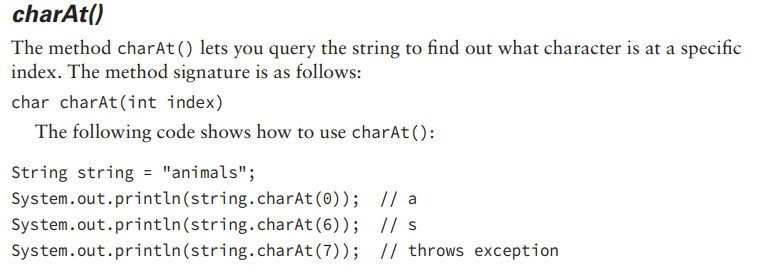 charAt()
The method charAt() lets you query the string to find out what character is at a specific
index. The method signature is as follows:
char charAt(int index)
The following code shows how to use charAt():
String string = "animals";
System.out.println(string.charAt(0));  // a
System.out.println(string.charAt(6));  // s
System.out.println(string.charAt(7));  // throws exception